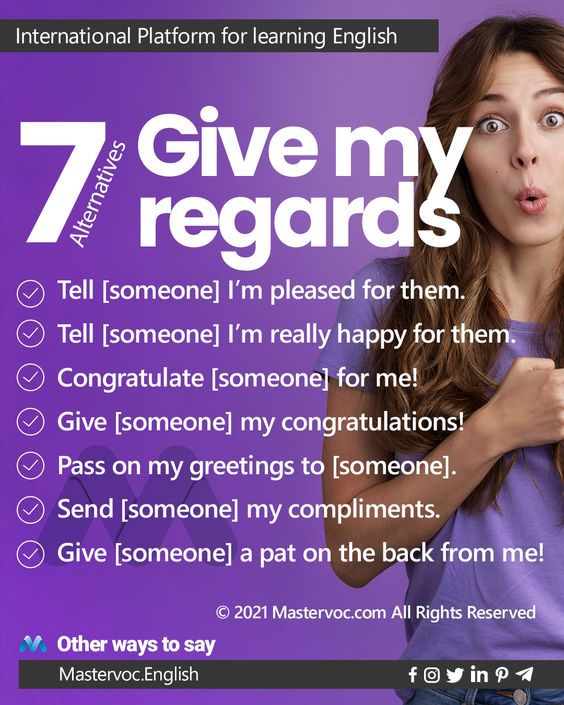 International Platform for learning English
7
Alternatives
Give my
regards
Tell [someone] I’m pleased for them.
Tell [someone] I’m really happy for them.
Congratulate [someone] for me!
Give [someone] my congratulations!
Pass on my greetings to [someone].
Send [someone] my compliments.
Give [someone] a pat on the back from me!
© 2021 Mastervoc.com All Rights Reserved
Other ways to say
Mastervoc.English